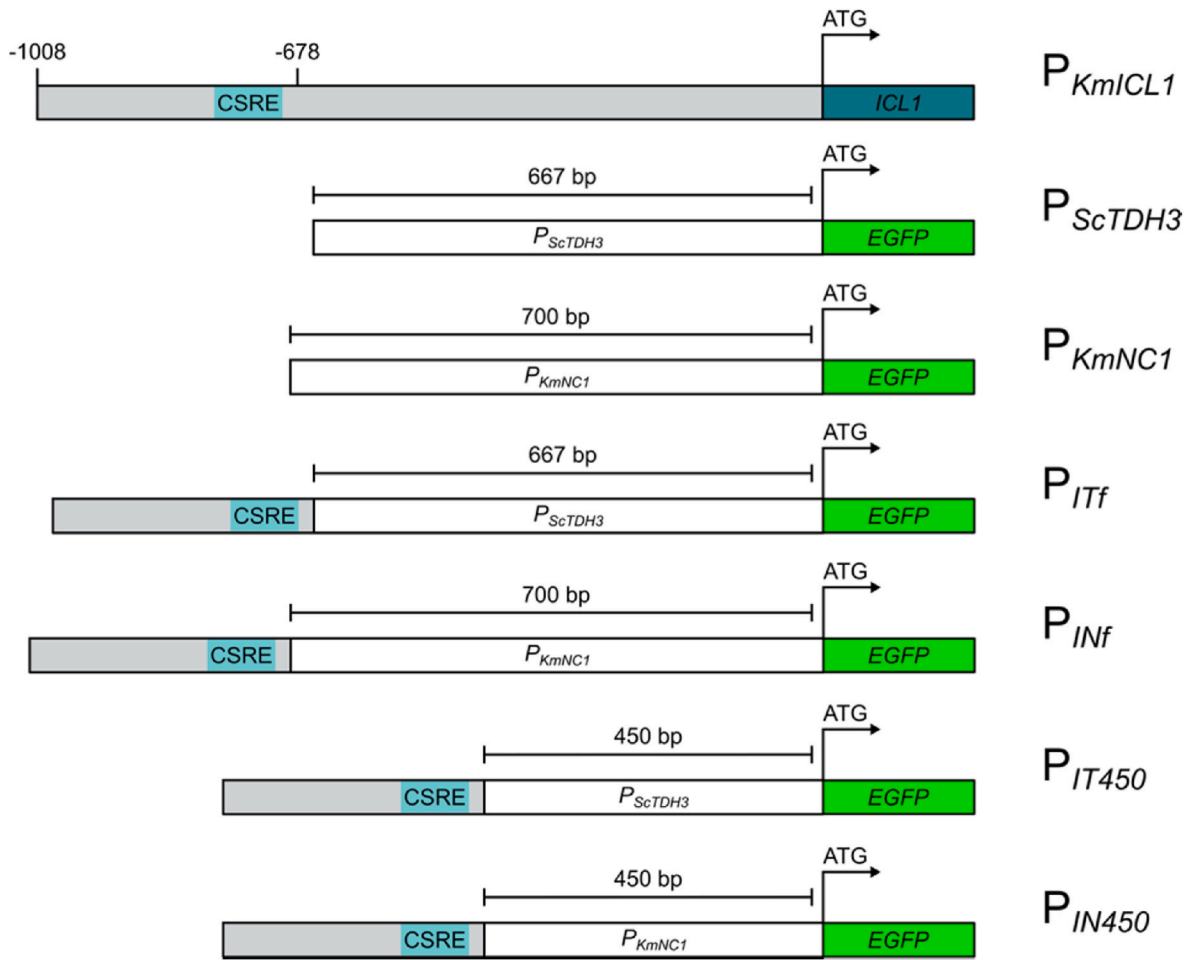 ATG
-1008 -678
CSRE ICL1 PKmICL1
ATG
667 bp
PScTDH3 EGFP PScTDH3
ATG
700 bp
PKmNC1 EGFP PKmNC1
ATG
667 bp
CSRE PScTDH3 EGFP PITf
ATG
700 bp
CSRE PKmNC1 EGFP PINf
ATG
450 bp
CSRE PScTDH3 EGFP PIT450
ATG
450 bp
CSRE PKmNC1 EGFP PIN450